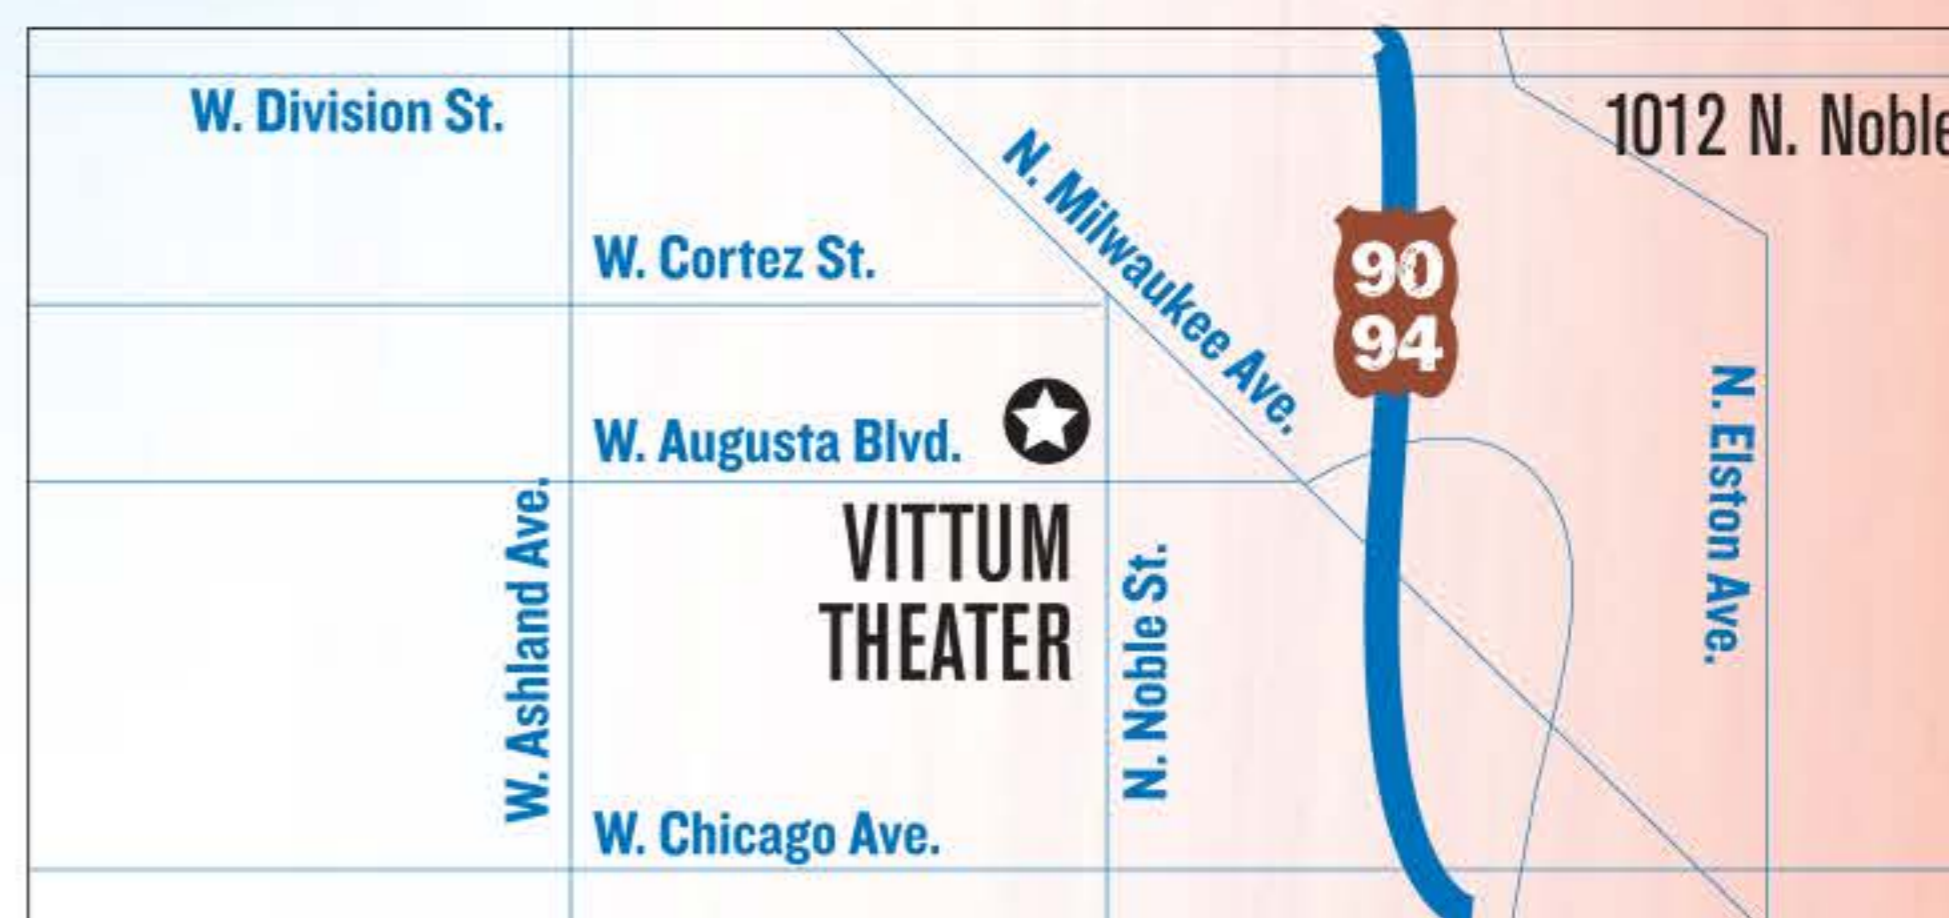 W. Division St.
1012 N. Noble
N. Milwaukee Ave.
W. Cortez St.
90
94
W. Augusta Blvd.
N. Elston Ave.
W. Ashland Ave.
VITTUM
THEATER
N. Noble St.
W. Chicago Ave.